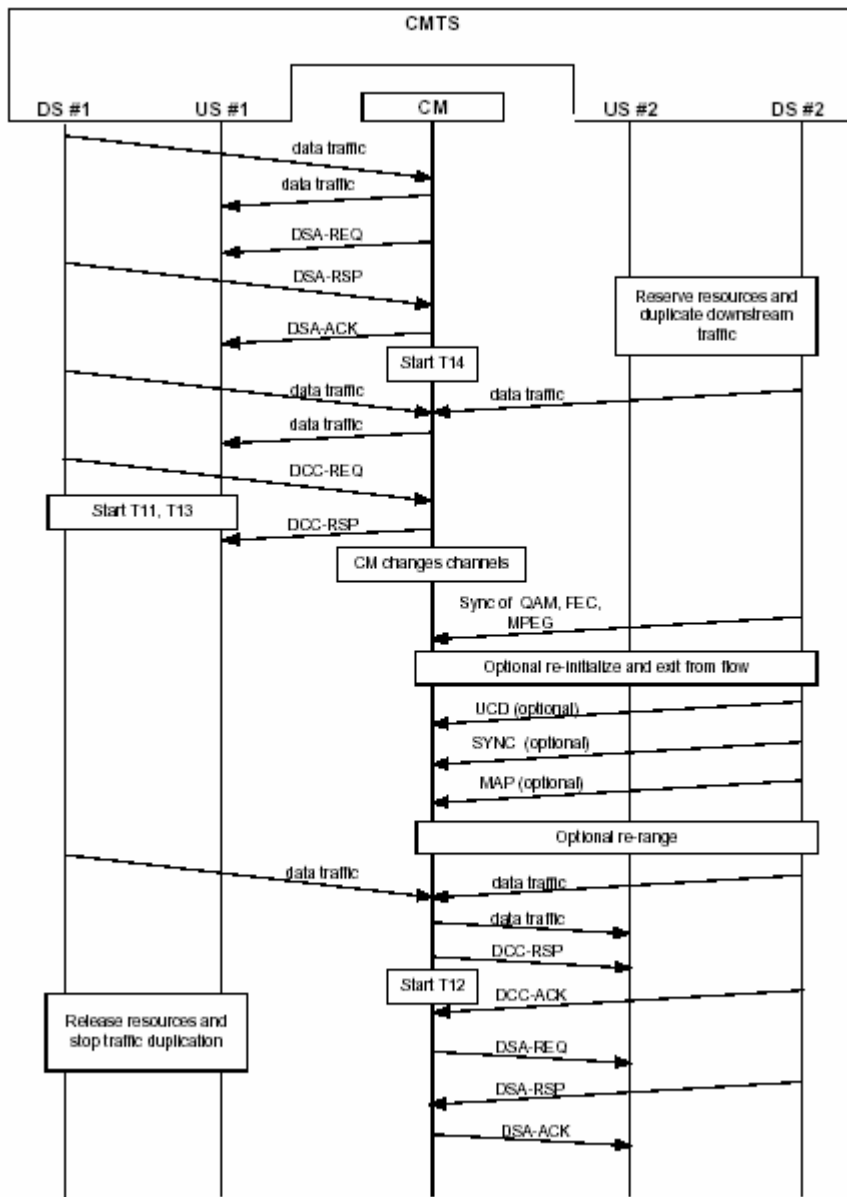 CMTS
DS #1
US #1
CM
US #2
DS #2
data traffic
data traffic
DSA-REQ
DSA-RSP
Reserve resources and
duplicate downstream
traffic
DSA-ACK
Start T14
data traffic
data traffic
data traffic
DCC-REQ
Start T11, T13
DCC-RSP
CM changes channels
Sync of QAM, FEC,
MPEG
Optional re-initialize and exit from flow
UCD (optional)
SYNC (optional)
MAP (optional)
Optional re-range
data traffic
data traffic
data traffic
DCC-RSP
Start T12
DCC-ACK
Release resources and
stop traffic duplication
DSA-REQ
DSA-RSP
DSA-ACK